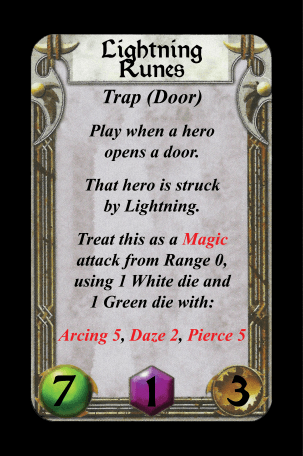 Lightning
Runes
Trap (Door)
Play when a hero
opens a door.
That hero is struck
by Lightning.
Treat this as a Magic
attack from Range 0,
using 1 White die and
1 Green die with:
Arcing 5, Daze 2, Pierce 5
7 1 3